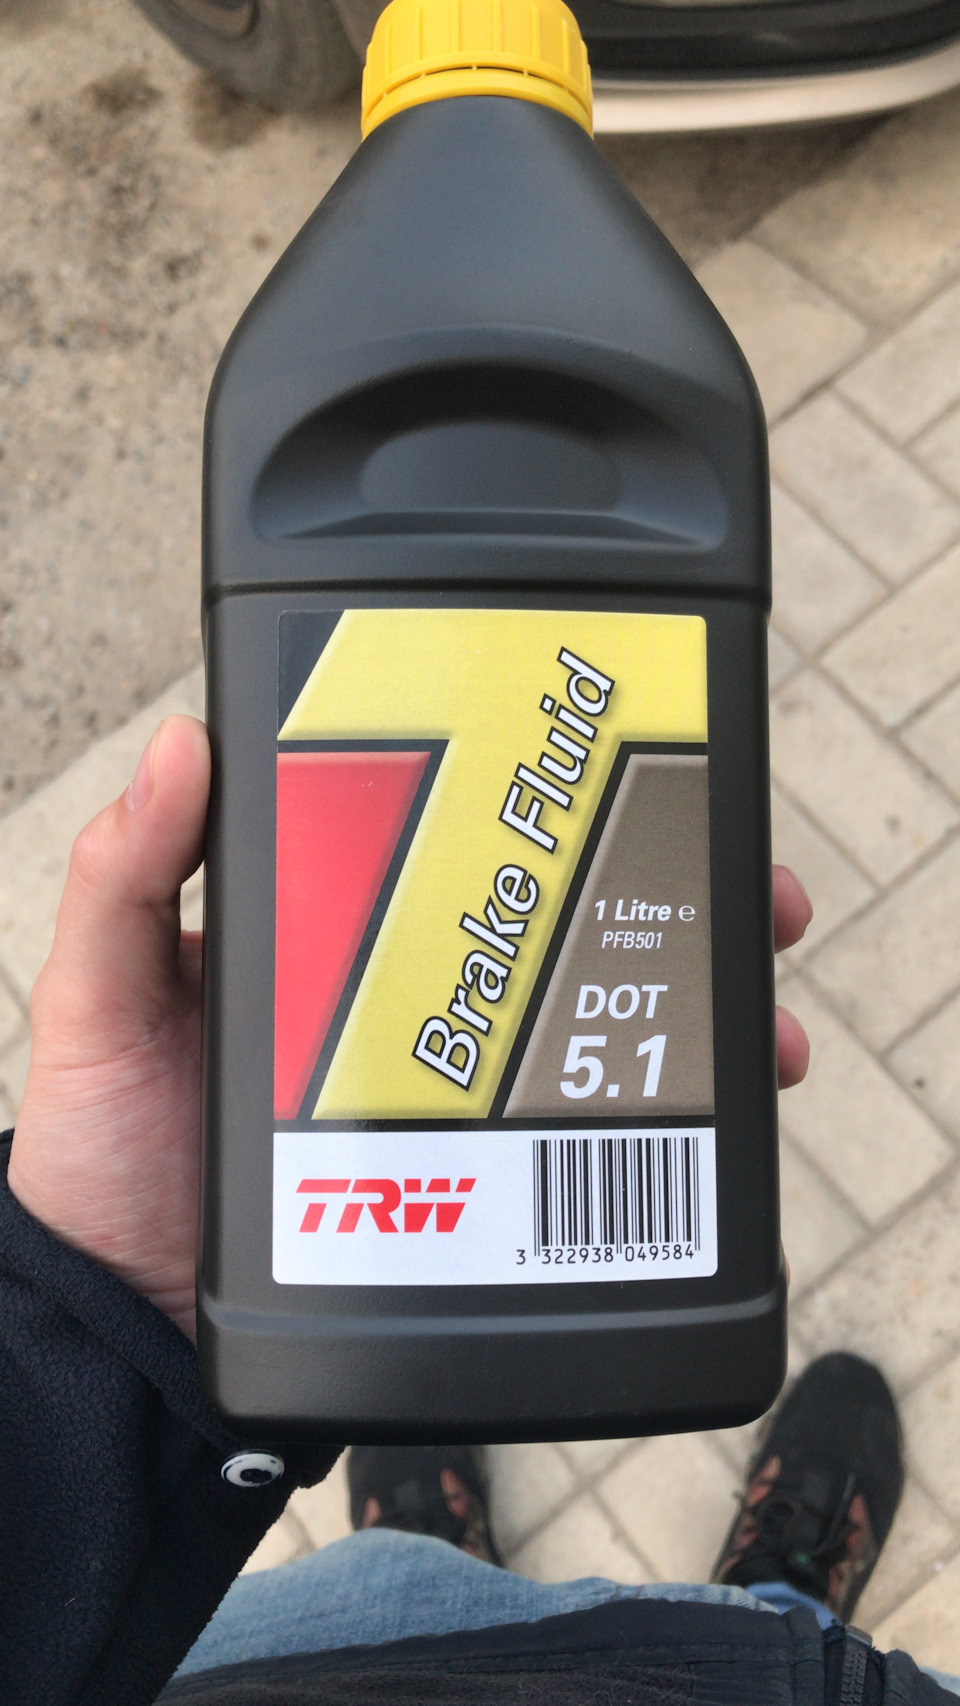 Brake Fluid
1 Litre ℮
PFB501
DOT
5.1
TRW
3 322938 049584